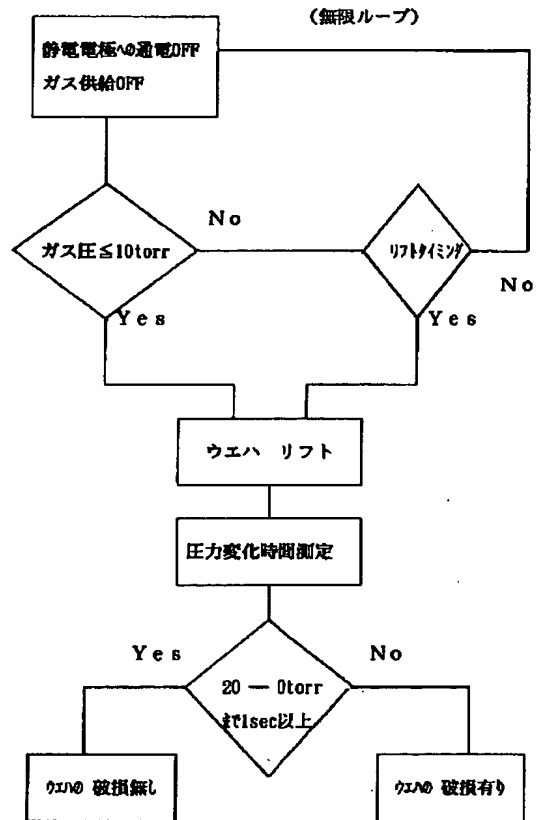 (無限ループ)
静電電極への通電OFF
ガス供給OFF
ガス圧≦10torr
No
リフトタイミング
No
Yes
Yes
ウエハ リフト
圧力変化時間測定
Yes
No
20 — 0torr
まで1sec以上
ウエハの 破損無し
ウエハの 破損有り